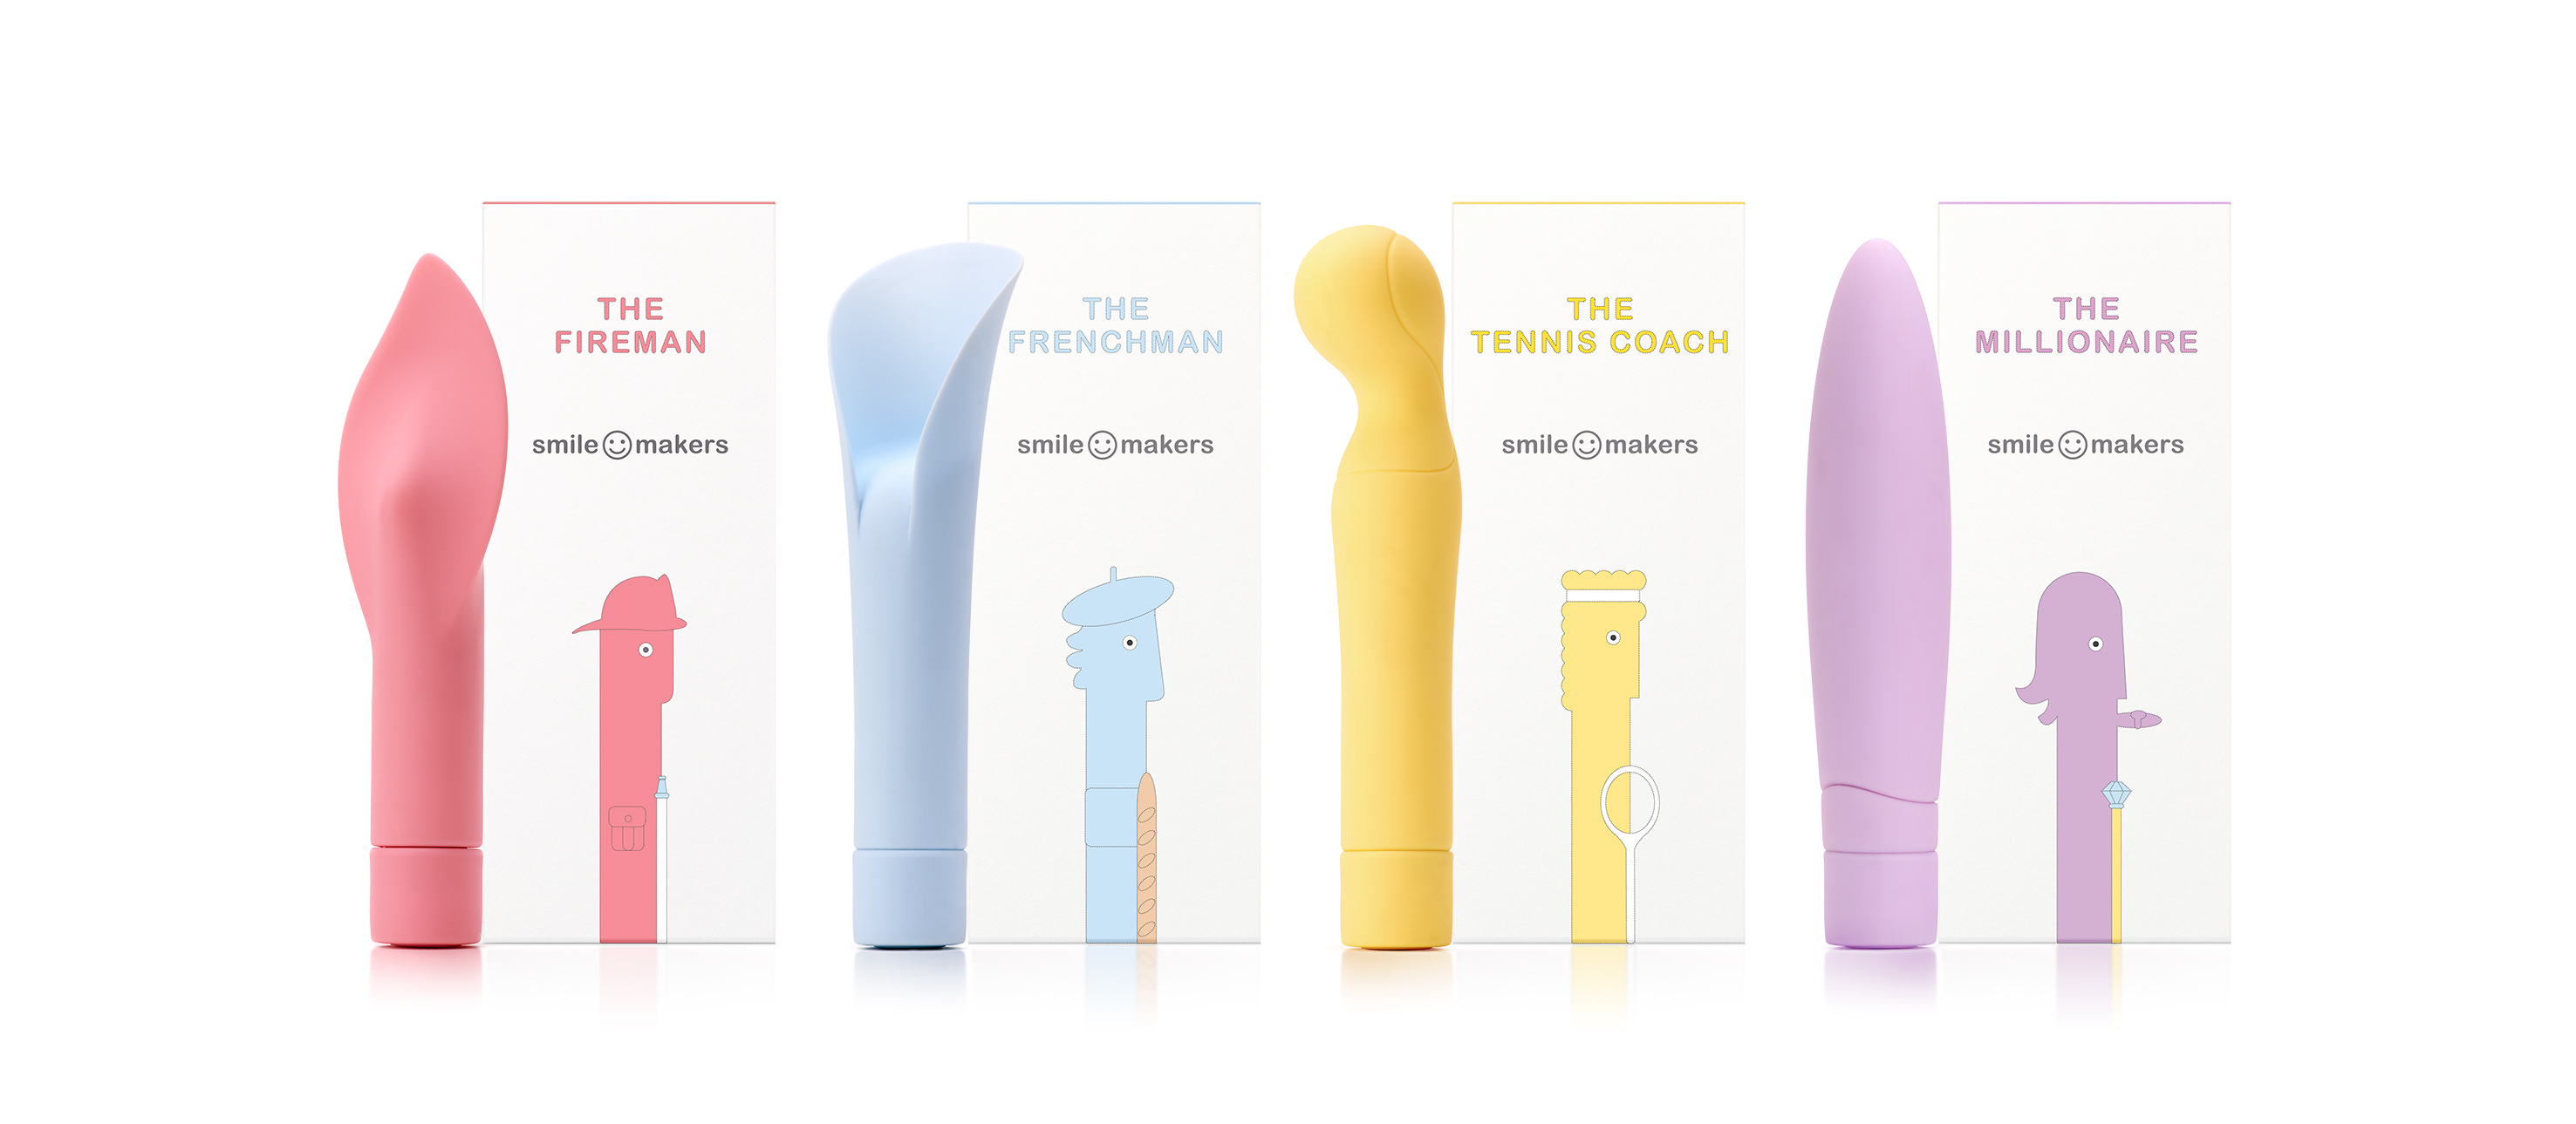 THE
FIREMAN
smile makers
THE
FRENCHMAN
smile makers
THE
TENNIS COACH
smile makers
THE
MILLIONAIRE
smile makers